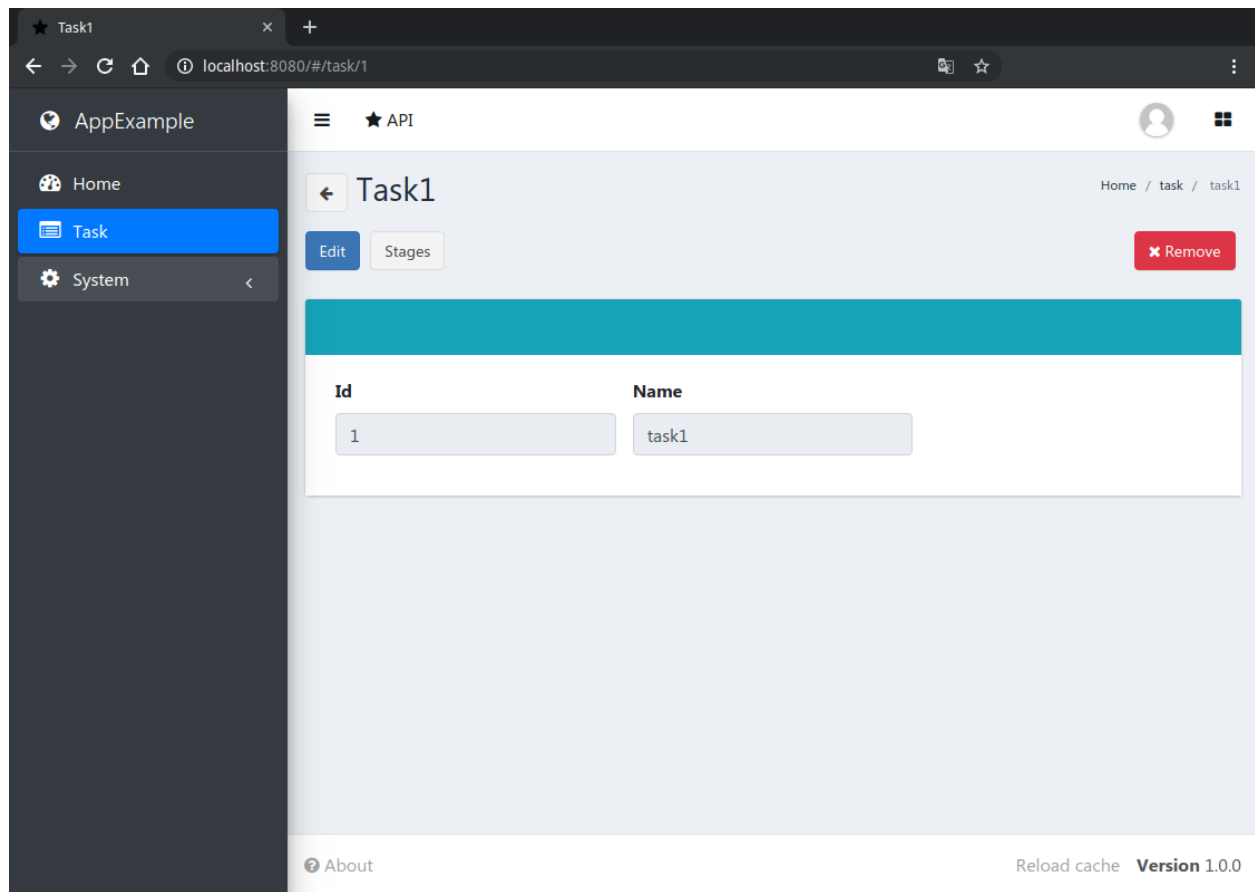 Task1
localhost:8080/#/task/1
AppExample
API
Home
Task
System
Task1
Home / task / task1
Edit
Stages
Remove
Id
Name
1
task1
About
Reload cache Version 1.0.0